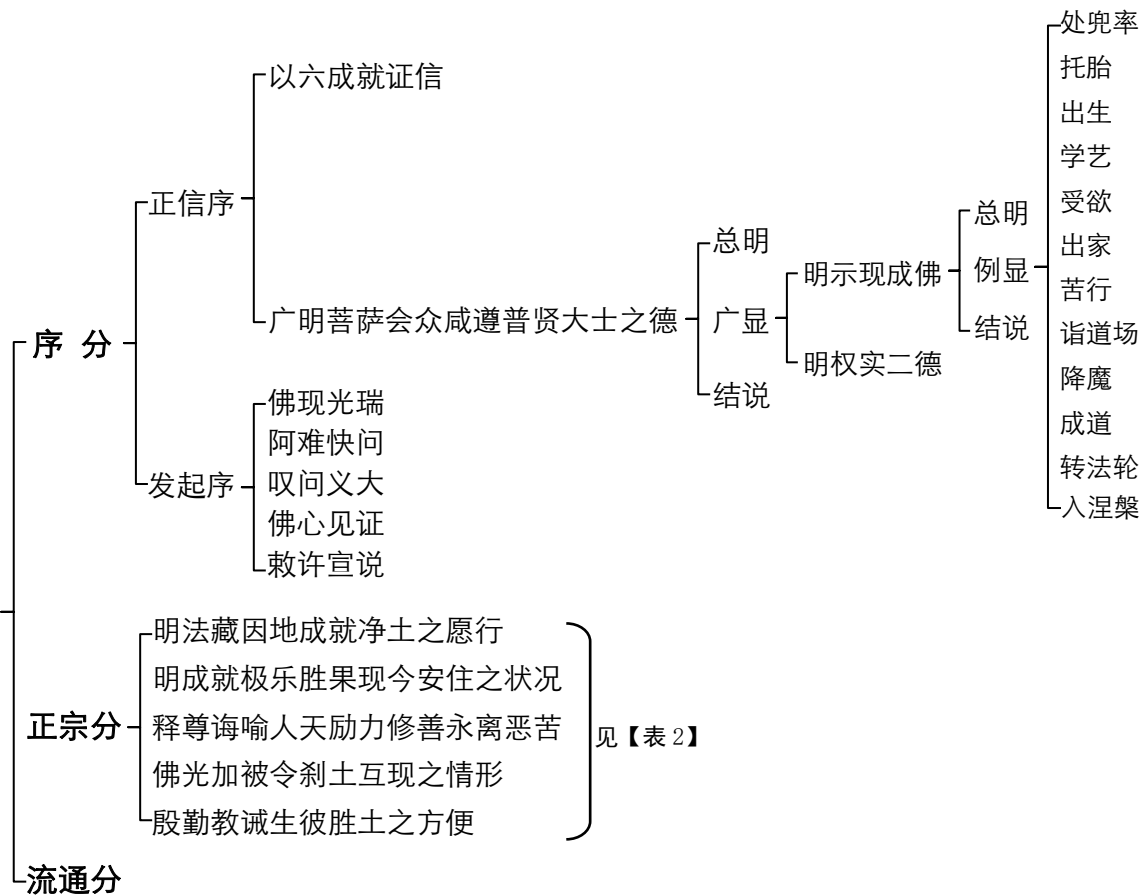 序 分
正信序
以六成就证信
广明菩萨会众咸遵普贤大士之德
总明
广显
明示现成佛
总明
例显
处兜率
托胎
出生
学艺
受欲
出家
苦行
诣道场
降魔
成道
转法轮
入涅槃
结说
明权实二德
结说
发起序
佛现光瑞
阿难快问
叹问义大
佛心见证
敕许宣说
正宗分
明法藏因地成就净土之愿行
明成就极乐胜果现今安住之状况
释尊诲喻人天励力修善永离恶苦
佛光加被令刹土互现之情形
殷勤教诫生彼胜土之方便
见【表2】
流通分